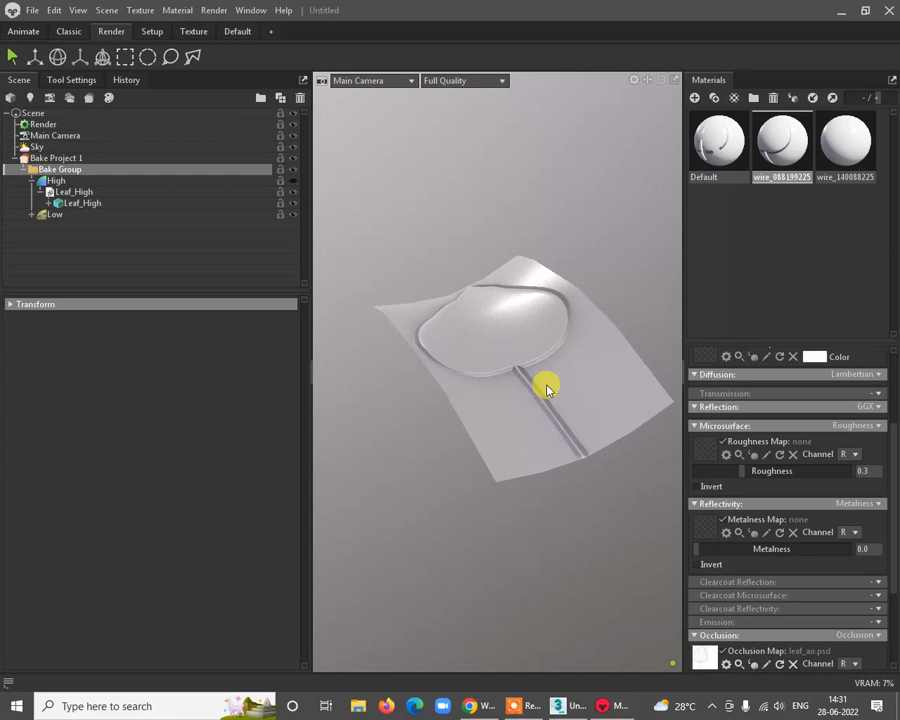 File Edit View Scene Texture Material Render Window Help Untitled
Animate Classic Render Setup Texture Default +
Scene Tool Settings History
Main Camera Full Quality
Materials
- /
Scene
Render
Main Camera
Sky
Bake Project 1
Bake Group
High
Leaf_High
Leaf_High
Low
Default wire_088199225 wire_140088225
Transform
Color
Diffusion: Lambertian
Transmission: -
Reflection: GGX
Microsurface: Roughness
Roughness Map: none
Channel R
Roughness 0.3
Invert
Reflectivity: Metalness
Metalness Map: none
Channel R
Metalness 0.0
Invert
Clearcoat Reflection: -
Clearcoat Microsurface: -
Clearcoat Reflectivity: -
Emission: -
Occlusion: Occlusion
Occlusion Map: leaf_ao.psd
Channel R
VRAM: 7%
Type here to search
W...
Re...
3
Un...
M...
28°C
14:31
28-06-2022